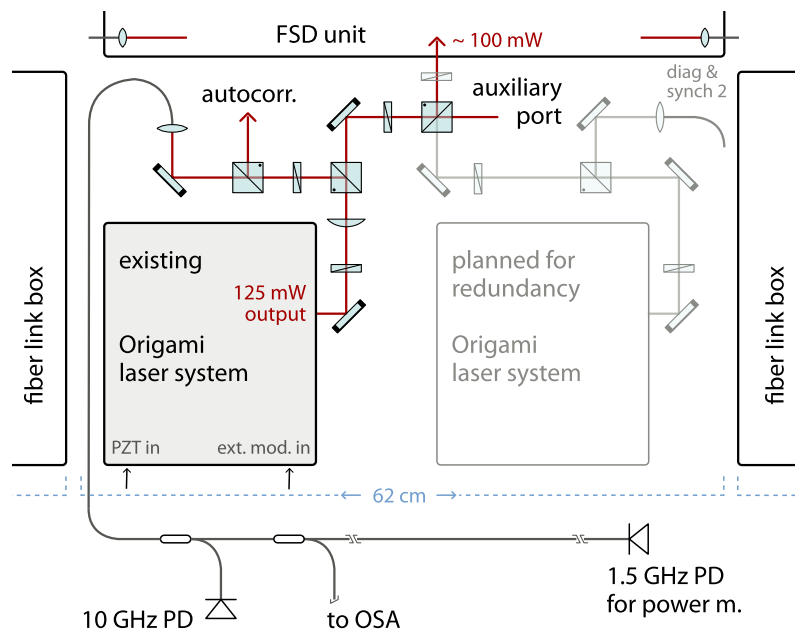 FSD unit
~ 100 mW
diag &
synch 2
autocorr.
auxiliary
port
fiber link box
existing
125 mW
output
Origami
laser system
PZT in
ext. mod. in
planned for
redundancy
Origami
laser system
fiber link box
62 cm
10 GHz PD
to OSA
1.5 GHz PD
for power m.